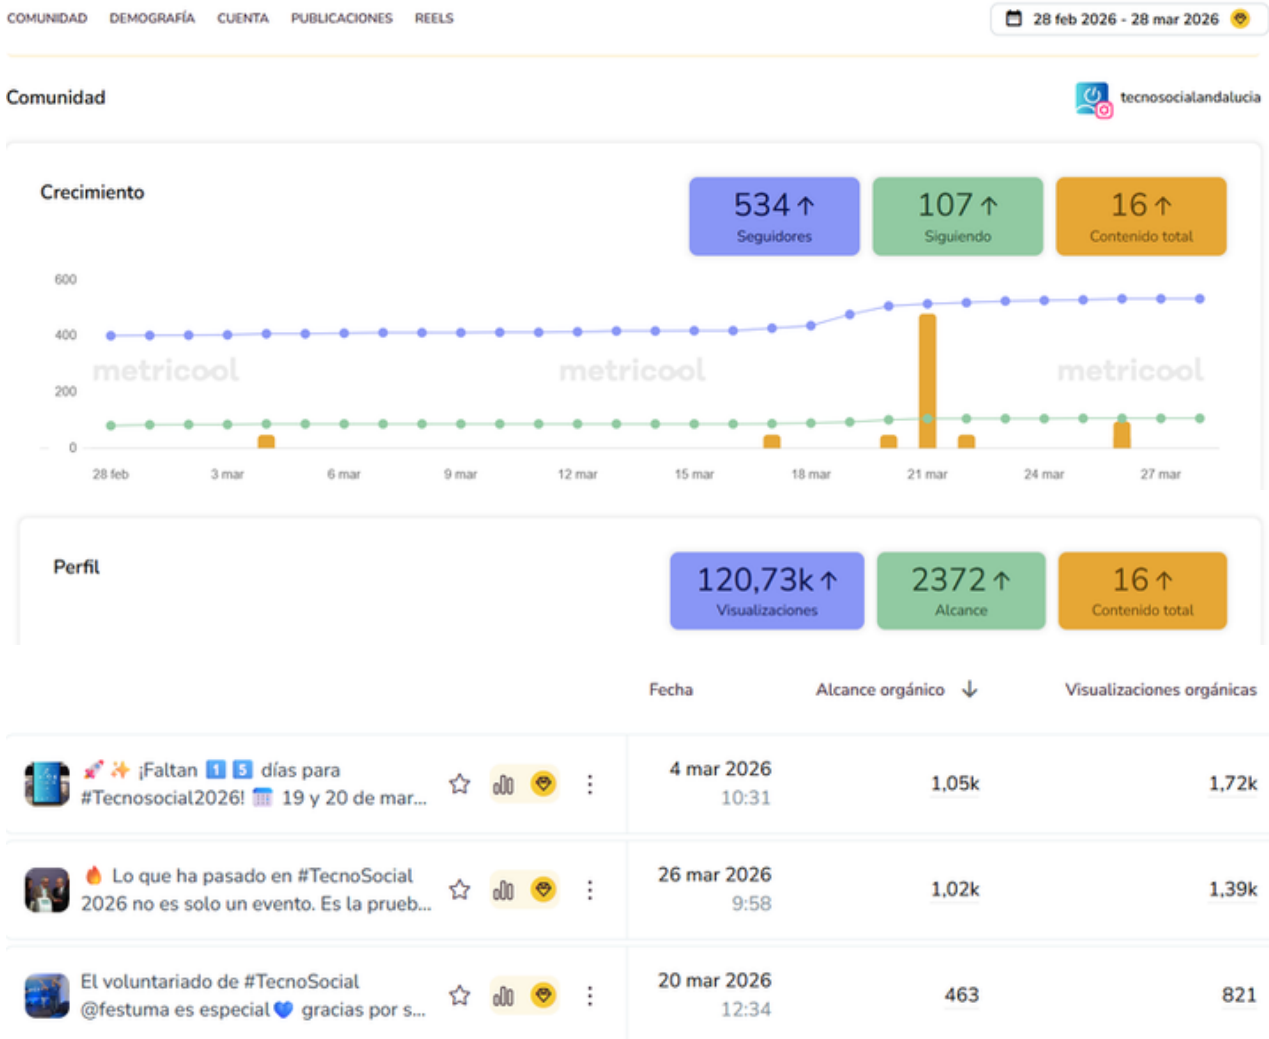 COMUNIDAD DEMOGRAFÍA CUENTA PUBLICACIONES REELS
28 feb 2026 - 28 mar 2026
Comunidad
tecnosocialandalucia
Crecimiento
534 ↑
Seguidores
107 ↑
Siguiendo
16 ↑
Contenido total
600
400
200
0
metricool metricool metricool
28 feb 3 mar 6 mar 9 mar 12 mar 15 mar 18 mar 21 mar 24 mar 27 mar
Perfil
120,73k ↑
Visualizaciones
2372 ↑
Alcance
16 ↑
Contenido total
Fecha Alcance orgánico ↓ Visualizaciones orgánicas
🚀 ✨ ¡Faltan 1️⃣ 5️⃣ días para
#Tecnosocial2026! 🗓️ 19 y 20 de mar...
4 mar 2026
10:31
1,05k
1,72k
🔥 Lo que ha pasado en #TecnoSocial
2026 no es solo un evento. Es la prueb...
26 mar 2026
9:58
1,02k
1,39k
El voluntariado de #TecnoSocial
@festuma es especial 💙 gracias por s...
20 mar 2026
12:34
463
821